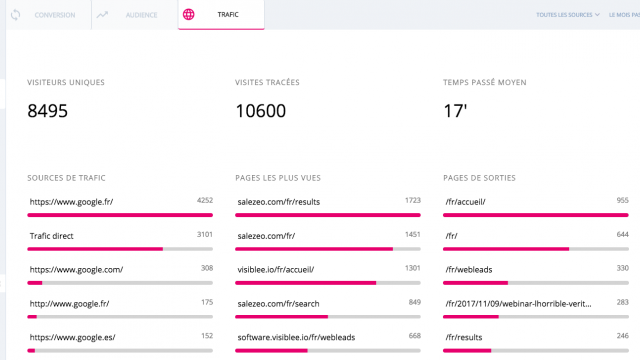 CONVERSION
AUDIENCE
TRAFIC
TOUTES LES SOURCES
LE MOIS PAS
VISITEURS UNIQUES
8495
VISITES TRACÉES
10600
TEMPS PASSÉ MOYEN
17'
SOURCES DE TRAFIC
https://www.google.fr/ 4252
Trafic direct 3101
https://www.google.com/ 308
http://www.google.fr/ 175
https://www.google.es/ 152
PAGES LES PLUS VUES
salezeo.com/fr/results 1723
salezeo.com/fr/ 1451
visiblee.io/fr/accueil/ 1301
salezeo.com/fr/search 849
software.visiblee.io/fr/webleads 668
PAGES DE SORTIES
/fr/accueil/ 955
/fr/ 644
/fr/webleads 330
/fr/2017/11/09/webinar-lhorrible-verit... 283
/fr/results 246